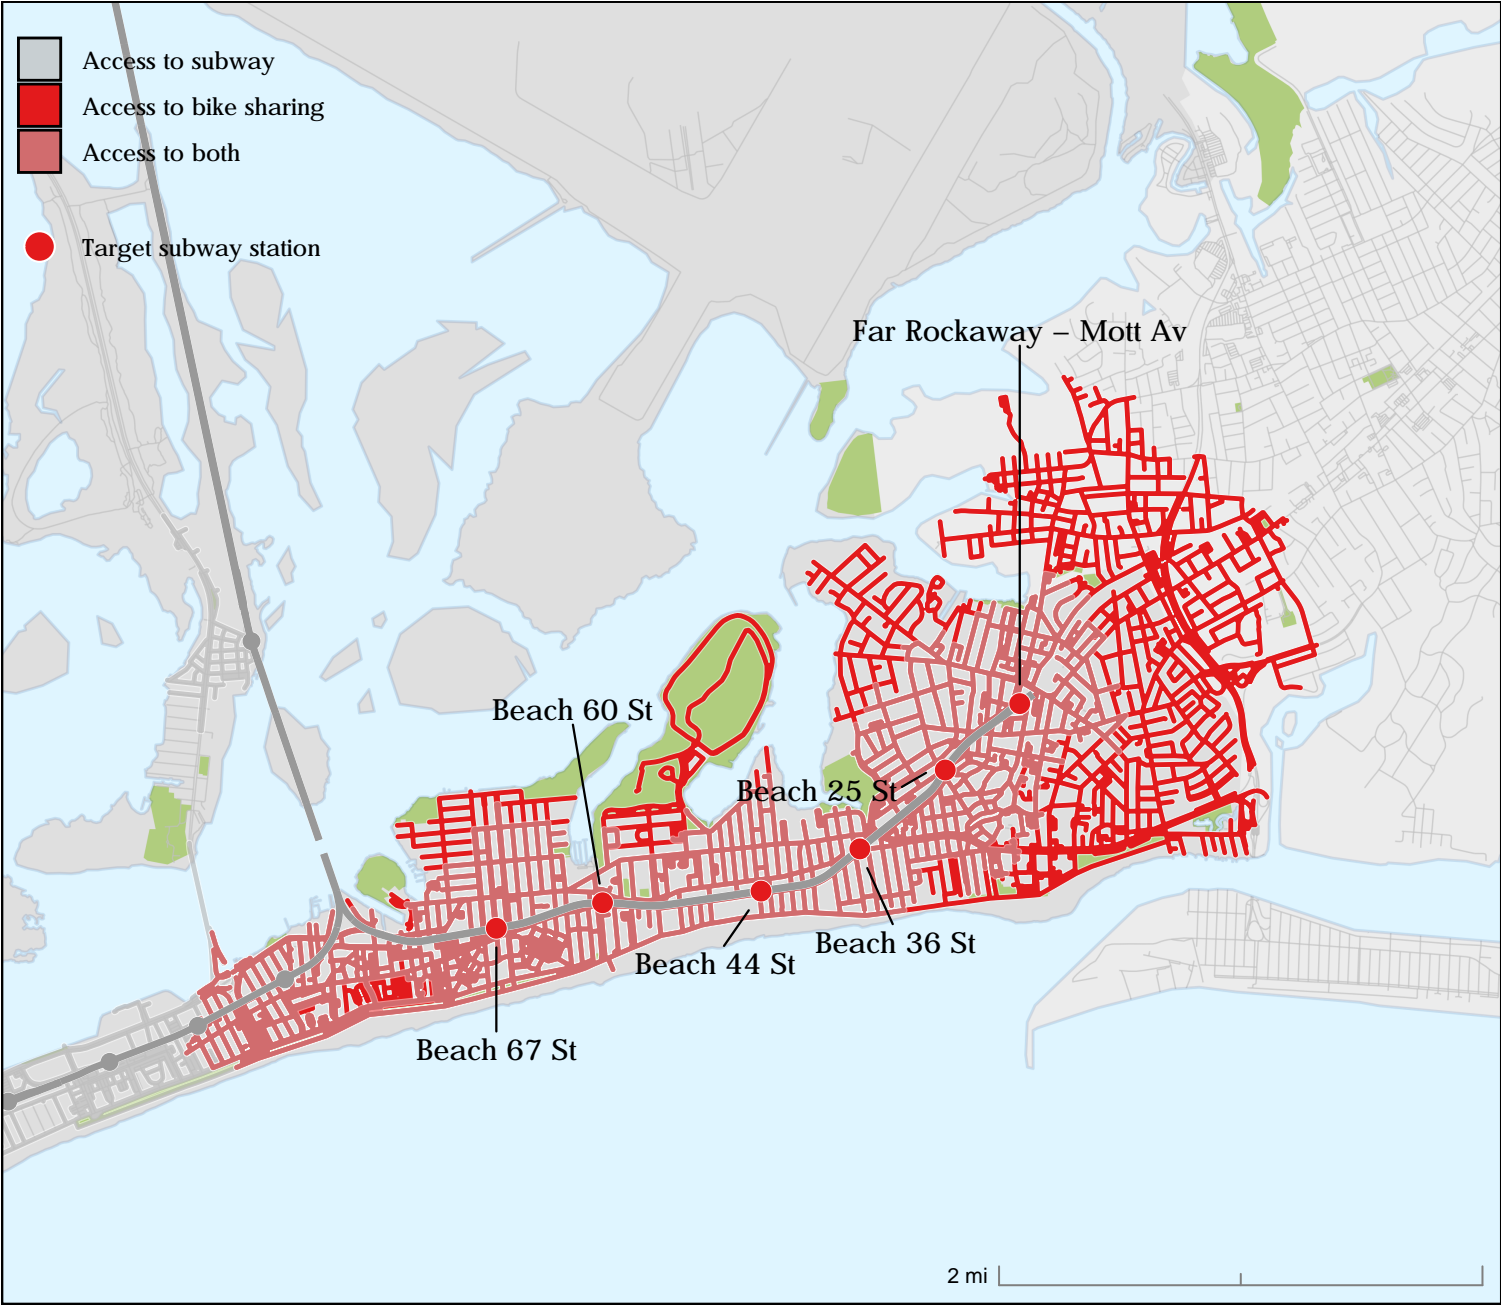 Access to subway
Access to bike sharing
Access to both
Target subway station
Far Rockaway – Mott Av
Beach 60 St
Beach 25 St
Beach 36 St
Beach 44 St
Beach 67 St
2 mi